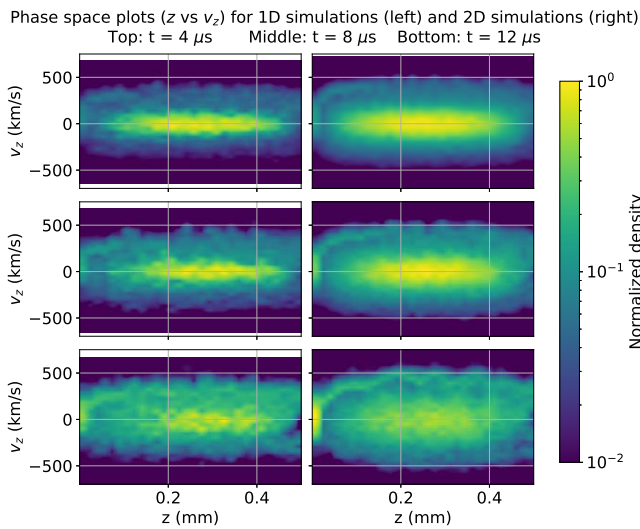 Phase space plots (z vs v_z) for 1D simulations (left) and 2D simulations (right)
Top: t = 4 μs Middle: t = 8 μs Bottom: t = 12 μs
v_z (km/s)
500
0
−500
v_z (km/s)
500
0
−500
v_z (km/s)
500
0
−500
0.2
0.4
0.2
0.4
z (mm)
z (mm)
10⁰
10⁻¹
10⁻²
Normalized density